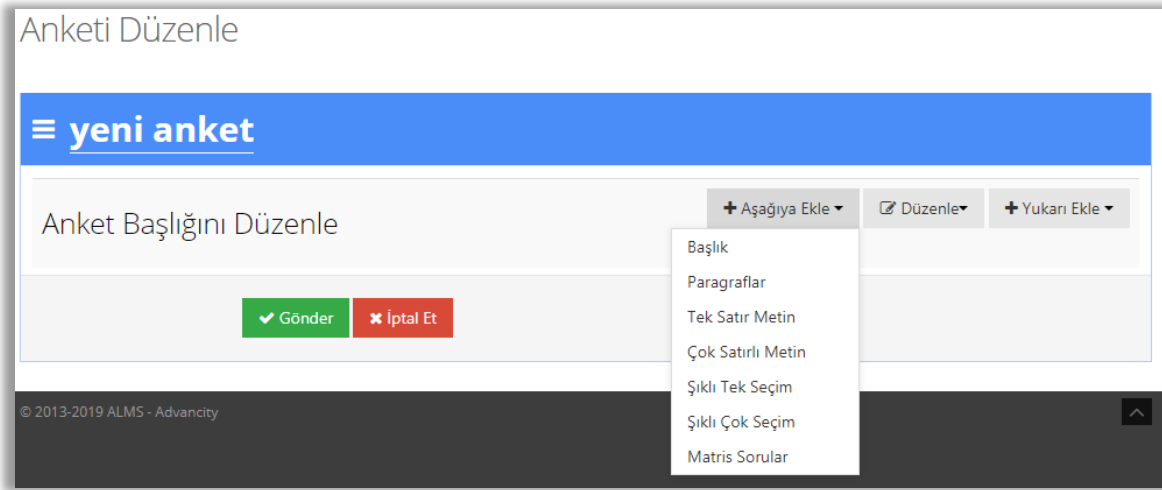 Anketi Düzenle
yeni anket
Anket Başlığını Düzenle
Aşağıya Ekle
Düzenle
Yukarı Ekle
Başlık
Paragraflar
Tek Satır Metin
Çok Satırlı Metin
Şıklı Tek Seçim
Şıklı Çok Seçim
Matris Sorular
Gönder
İptal Et
© 2013-2019 ALMS - Advancity